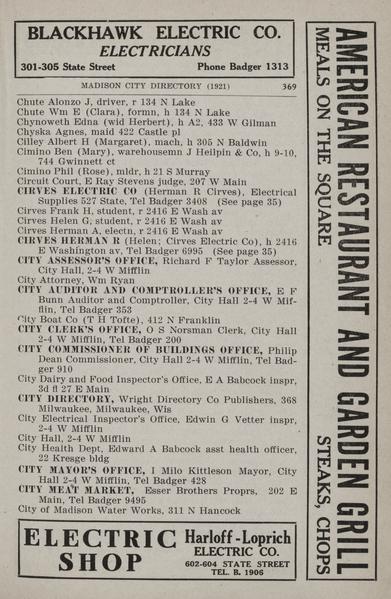 BLACKHAWK ELECTRIC CO.
ELECTRICIANS
301-305 State Street Phone Badger 1313
MADISON CITY DIRECTORY (1921) 369
Chute Alonzo J, driver, r 134 N Lake
Chute Wm E (Clara), formn, h 134 N Lake
Chynoweth Edna (wid Herbert), h A2, 433 W Gilman
Chyska Agnes, maid 422 Castle pl
Cilley Albert H (Margaret), mach, h 305 N Baldwin
Cimino Ben (Mary), warehousemn J Heilpin & Co, h 9-10,
744 Gwinnett ct
Cimino Phil (Rose), mldr, h 21 S Murray
Circuit Court, E Ray Stevens judge, 207 W Main
CIRVES ELECTRIC CO (Herman R Cirves), Electrical
Supplies 527 State, Tel Badger 3408 (See page 35)
Cirves Frank H, student, r 2416 E Wash av
Cirves Helen G, student, r 2416 E Wash av
Cirves Herman A, electn, r 2416 E Wash av
CIRVES HERMAN R (Helen; Cirves Electric Co), h 2416
E Washington av, Tel Badger 6995 (See page 35)
CITY ASSESSOR'S OFFICE, Richard F Taylor Assessor,
City Hall, 2-4 W Mifflin
City Attorney, Wm Ryan
CITY AUDITOR AND COMPTROLLER'S OFFICE, E F
Bunn Auditor and Comptroller, City Hall 2-4 W Mif-
flin, Tel Badger 353
City Boat Co (T H Tofte), 412 N Franklin
CITY CLERK'S OFFICE, O S Norsman Clerk, City Hall
2-4 W Mifflin, Tel Badger 200
CITY COMMISSIONER OF BUILDINGS OFFICE, Philip
Dean Commissioner, City Hall 2-4 W Mifflin, Tel Bad-
ger 910
City Dairy and Food Inspector's Office, E A Babcock inspr,
3d fl 27 E Main
CITY DIRECTORY, Wright Directory Co Publishers, 368
Milwaukee, Milwaukee, Wis
City Electrical Inspector's Office, Edwin G Vetter inspr,
2-4 W Mifflin
City Hall, 2-4 W Mifflin
City Health Dept, Edward A Babcock asst health officer,
22 Kresge bldg
CITY MAYOR'S OFFICE, I Milo Kittleson Mayor, City
Hall 2-4 W Mifflin, Tel Badger 428
CITY MEAT MARKET, Esser Brothers Proprs, 202 E
Main, Tel Badger 9495
City of Madison Water Works, 311 N Hancock
ELECTRIC
SHOP
Harloff-Loprich
ELECTRIC CO.
602-604 STATE STREET
TEL. B. 1906
AMERICAN RESTAURANT AND GARDEN GRILL
MEALS ON THE SQUARE STEAKS, CHOPS